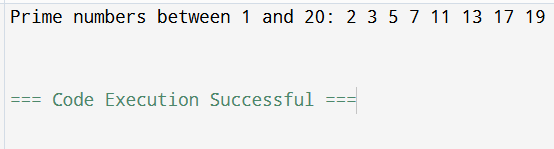 Prime numbers between 1 and 20: 2 3 5 7 11 13 17 19
=== Code Execution Successful ===